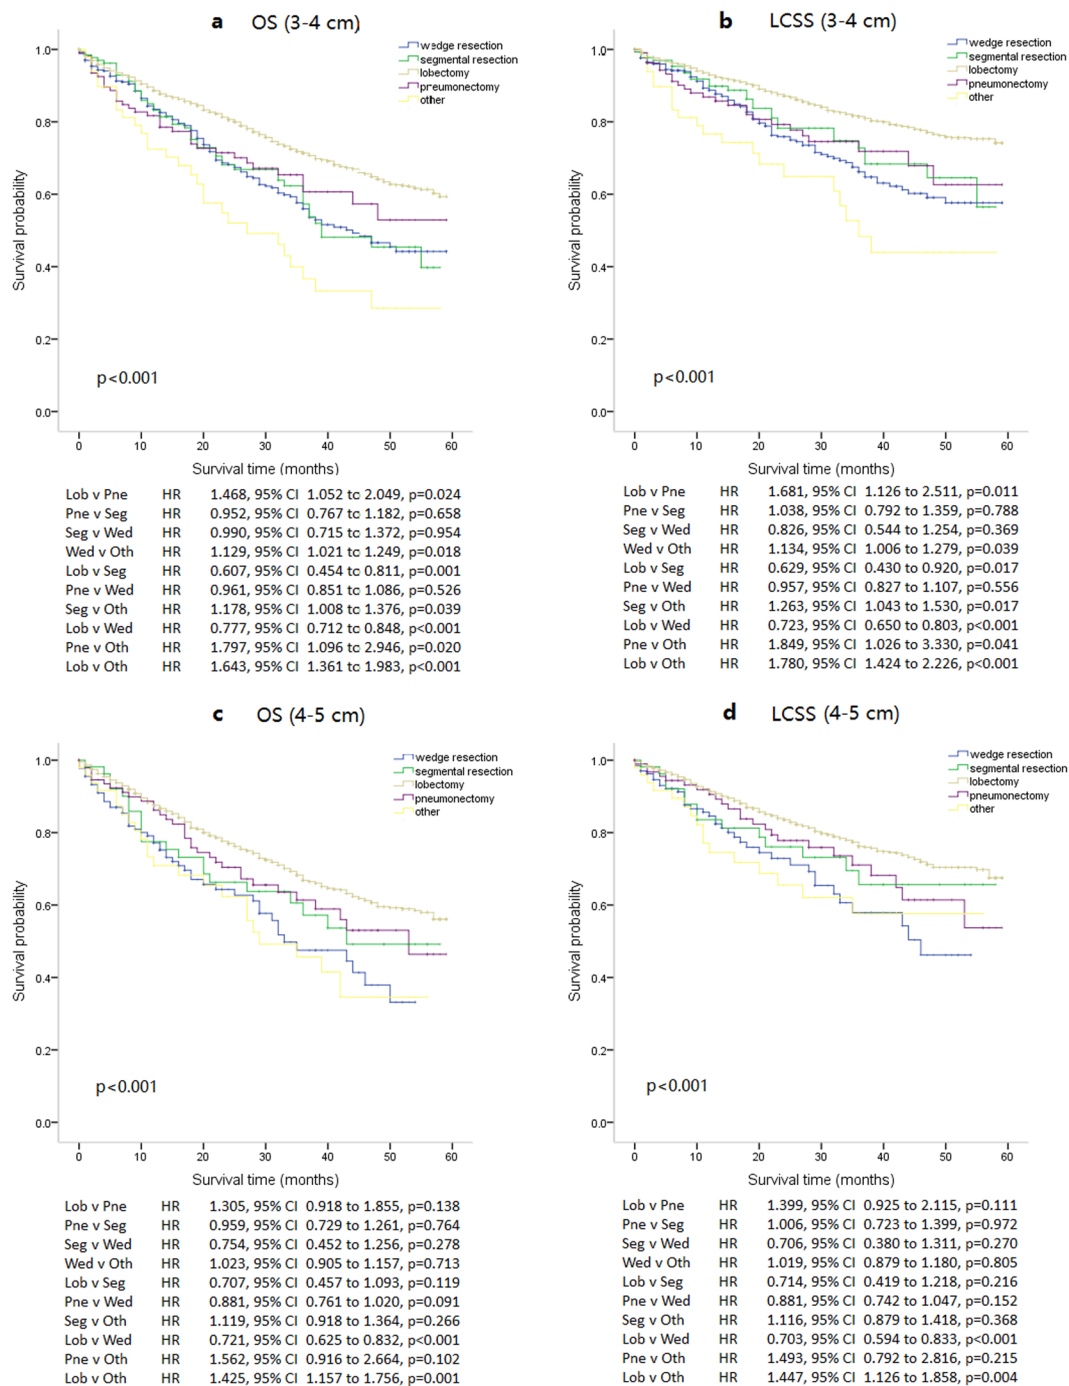 a OS (3-4 cm)
wedge resection
segmental resection
lobectomy
pneumonectomy
other
1.0
0.8
0.6
0.4
0.2
0.0
Survival probability
p<0.001
0 10 20 30 40 50 60
Survival time (months)
Lob v Pne HR 1.468, 95% CI 1.052 to 2.049, p=0.024
Pne v Seg HR 0.952, 95% CI 0.767 to 1.182, p=0.658
Seg v Wed HR 0.990, 95% CI 0.715 to 1.372, p=0.954
Wed v Oth HR 1.129, 95% CI 1.021 to 1.249, p=0.018
Lob v Seg HR 0.607, 95% CI 0.454 to 0.811, p=0.001
Pne v Wed HR 0.961, 95% CI 0.851 to 1.086, p=0.526
Seg v Oth HR 1.178, 95% CI 1.008 to 1.376, p=0.039
Lob v Wed HR 0.777, 95% CI 0.712 to 0.848, p<0.001
Pne v Oth HR 1.797, 95% CI 1.096 to 2.946, p=0.020
Lob v Oth HR 1.643, 95% CI 1.361 to 1.983, p<0.001
b LCSS (3-4 cm)
wedge resection
segmental resection
lobectomy
pneumonectomy
other
1.0
0.8
0.6
0.4
0.2
0.0
Survival probability
p<0.001
0 10 20 30 40 50 60
Survival time (months)
Lob v Pne HR 1.681, 95% CI 1.126 to 2.511, p=0.011
Pne v Seg HR 1.038, 95% CI 0.792 to 1.359, p=0.788
Seg v Wed HR 0.826, 95% CI 0.544 to 1.254, p=0.369
Wed v Oth HR 1.134, 95% CI 1.006 to 1.279, p=0.039
Lob v Seg HR 0.629, 95% CI 0.430 to 0.920, p=0.017
Pne v Wed HR 0.957, 95% CI 0.827 to 1.107, p=0.556
Seg v Oth HR 1.263, 95% CI 1.043 to 1.530, p=0.017
Lob v Wed HR 0.723, 95% CI 0.650 to 0.803, p<0.001
Pne v Oth HR 1.849, 95% CI 1.026 to 3.330, p=0.041
Lob v Oth HR 1.780, 95% CI 1.424 to 2.226, p<0.001
c OS (4-5 cm)
wedge resection
segmental resection
lobectomy
pneumonectomy
other
1.0
0.8
0.6
0.4
0.2
0.0
Survival probability
p<0.001
0 10 20 30 40 50 60
Survival time (months)
Lob v Pne HR 1.305, 95% CI 0.918 to 1.855, p=0.138
Pne v Seg HR 0.959, 95% CI 0.729 to 1.261, p=0.764
Seg v Wed HR 0.754, 95% CI 0.452 to 1.256, p=0.278
Wed v Oth HR 1.023, 95% CI 0.905 to 1.157, p=0.713
Lob v Seg HR 0.707, 95% CI 0.457 to 1.093, p=0.119
Pne v Wed HR 0.881, 95% CI 0.761 to 1.020, p=0.091
Seg v Oth HR 1.119, 95% CI 0.918 to 1.364, p=0.266
Lob v Wed HR 0.721, 95% CI 0.625 to 0.832, p<0.001
Pne v Oth HR 1.562, 95% CI 0.916 to 2.664, p=0.102
Lob v Oth HR 1.425, 95% CI 1.157 to 1.756, p=0.001
d LCSS (4-5 cm)
wedge resection
segmental resection
lobectomy
pneumonectomy
other
1.0
0.8
0.6
0.4
0.2
0.0
Survival probability
p<0.001
0 10 20 30 40 50 60
Survival time (months)
Lob v Pne HR 1.399, 95% CI 0.925 to 2.115, p=0.111
Pne v Seg HR 1.006, 95% CI 0.723 to 1.399, p=0.972
Seg v Wed HR 0.706, 95% CI 0.380 to 1.311, p=0.270
Wed v Oth HR 1.019, 95% CI 0.879 to 1.180, p=0.805
Lob v Seg HR 0.714, 95% CI 0.419 to 1.218, p=0.216
Pne v Wed HR 0.881, 95% CI 0.742 to 1.047, p=0.152
Seg v Oth HR 1.116, 95% CI 0.879 to 1.418, p=0.368
Lob v Wed HR 0.703, 95% CI 0.594 to 0.833, p<0.001
Pne v Oth HR 1.493, 95% CI 0.792 to 2.816, p=0.215
Lob v Oth HR 1.447, 95% CI 1.126 to 1.858, p=0.004